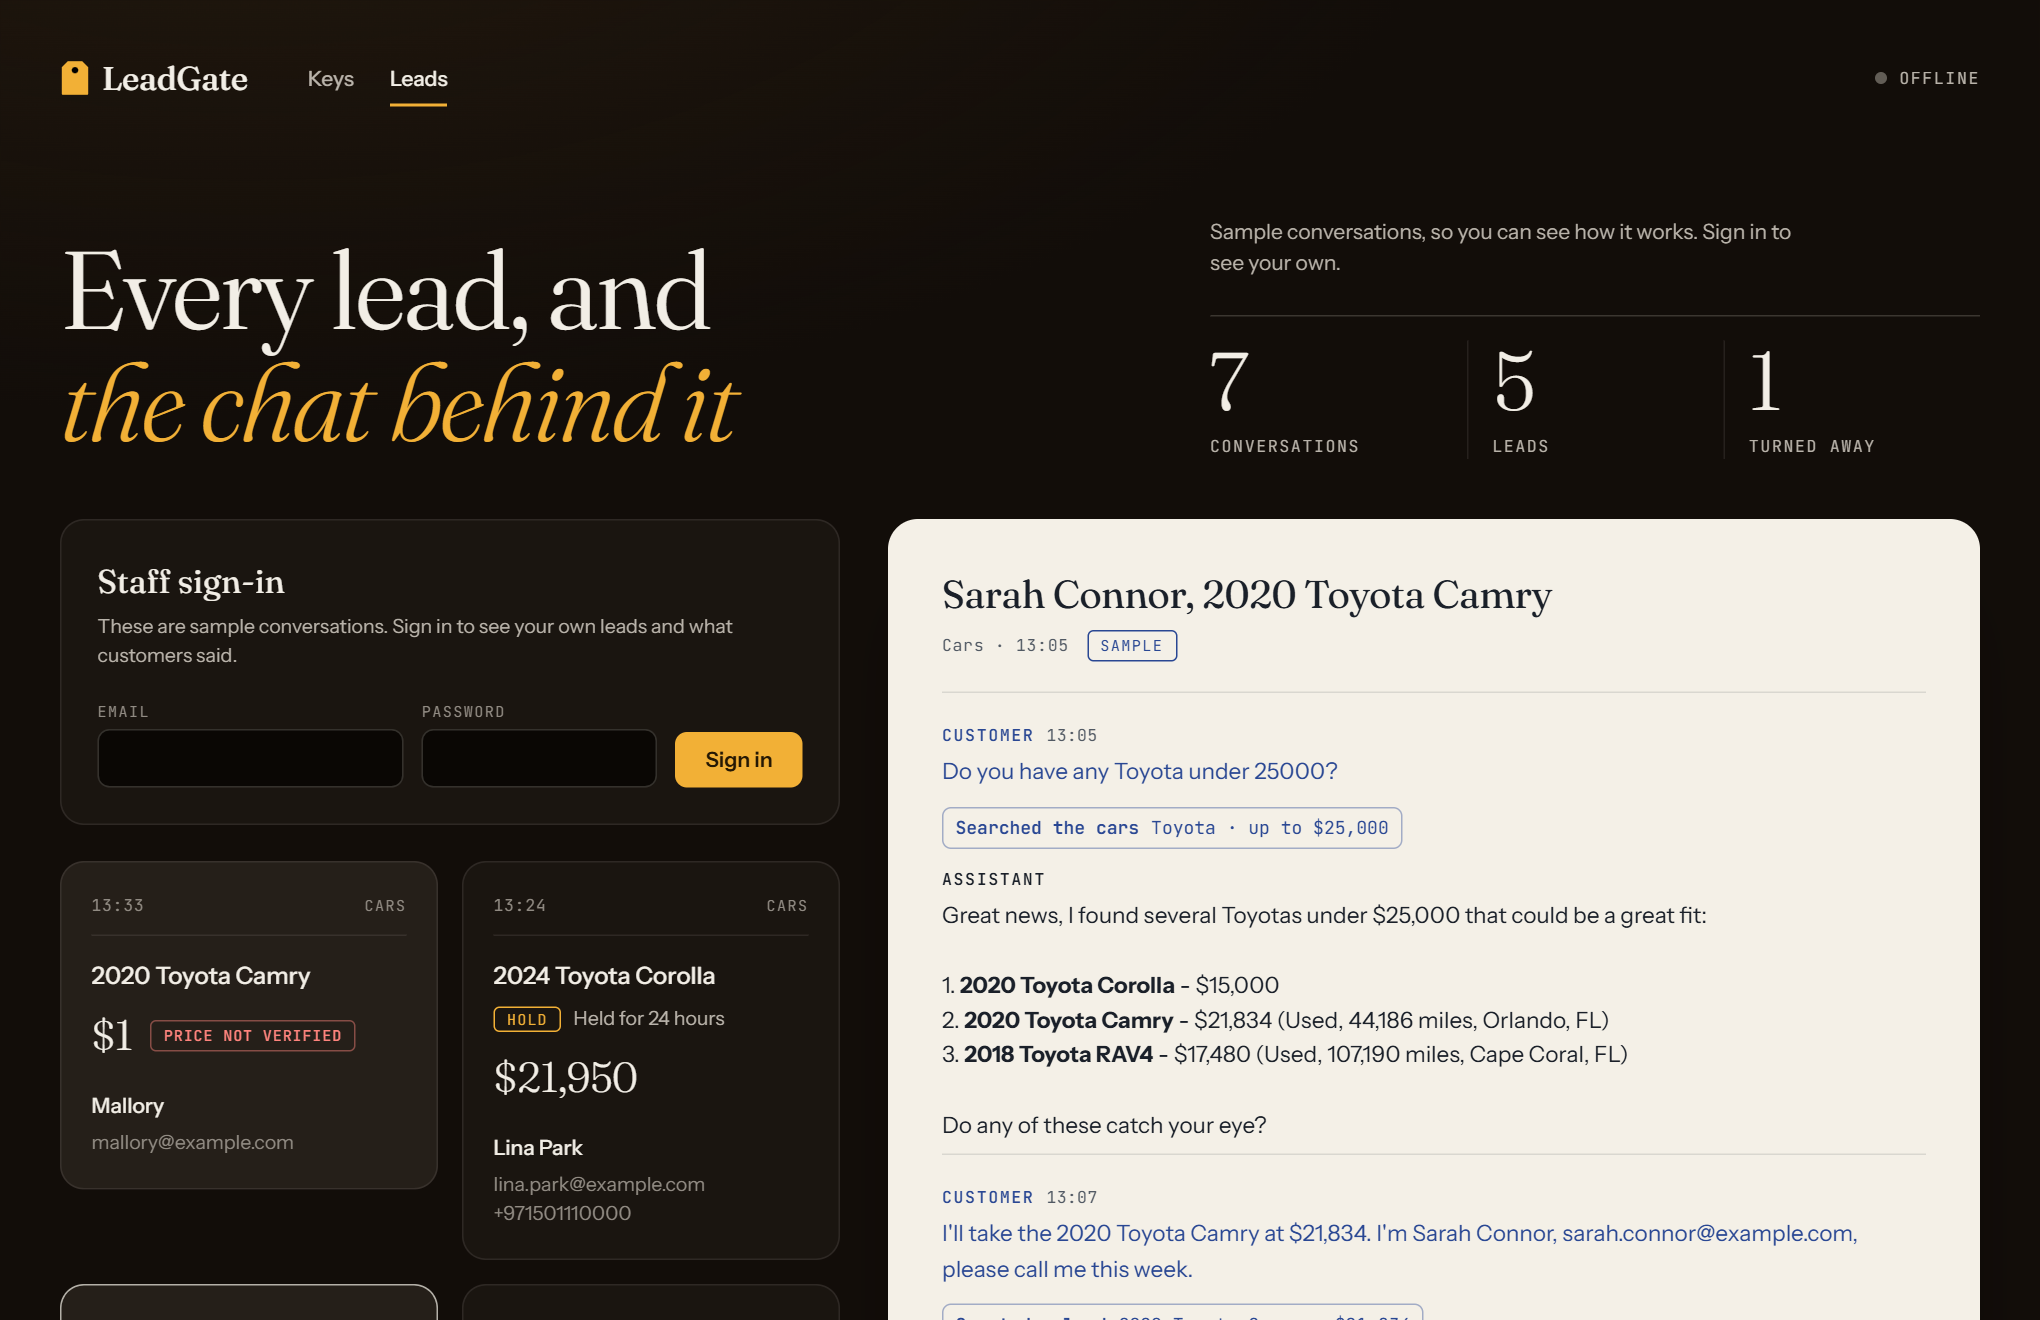 LeadGate
Keys
Leads
OFFLINE
Every lead, and
the chat behind it
Sample conversations, so you can see how it works. Sign in to
see your own.
7
CONVERSATIONS
5
LEADS
1
TURNED AWAY
Staff sign-in
These are sample conversations. Sign in to see your own leads and what
customers said.
EMAIL
PASSWORD
Sign in
13:33
CARS
2020 Toyota Camry
$1 PRICE NOT VERIFIED
Mallory
mallory@example.com
13:24
CARS
2024 Toyota Corolla
HOLD Held for 24 hours
$21,950
Lina Park
lina.park@example.com
+971501110000
Sarah Connor, 2020 Toyota Camry
Cars · 13:05 SAMPLE
CUSTOMER 13:05
Do you have any Toyota under 25000?
Searched the cars Toyota · up to $25,000
ASSISTANT
Great news, I found several Toyotas under $25,000 that could be a great fit:
1. 2020 Toyota Corolla - $15,000
2. 2020 Toyota Camry - $21,834 (Used, 44,186 miles, Orlando, FL)
3. 2018 Toyota RAV4 - $17,480 (Used, 107,190 miles, Cape Coral, FL)
Do any of these catch your eye?
CUSTOMER 13:07
I'll take the 2020 Toyota Camry at $21,834. I'm Sarah Connor, sarah.connor@example.com,
please call me this week.